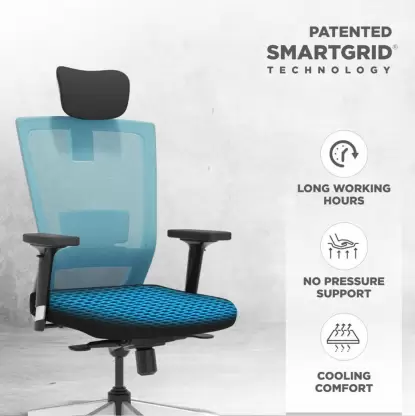 PATENTED
SMARTGRID®
TECHNOLOGY
LONG WORKING
HOURS
NO PRESSURE
SUPPORT
COOLING
COMFORT